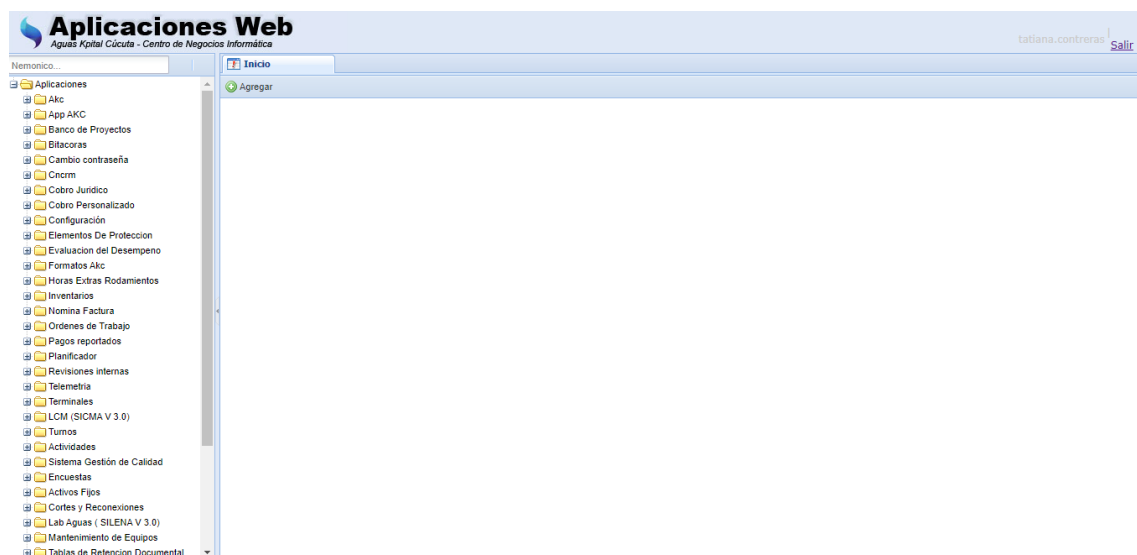 Aplicaciones Web
Aguas Kpital Cúcuta - Centro de Negocios Informática
tatiana.contreras
Salir
Nemonico...
Inicio
Agregar
Aplicaciones
Akc
App AKC
Banco de Proyectos
Bitacoras
Cambio contraseña
Cncrm
Cobro Juridico
Cobro Personalizado
Configuración
Elementos De Proteccion
Evaluacion del Desempeno
Formatos Akc
Horas Extras Rodamientos
Inventarios
Nomina Factura
Ordenes de Trabajo
Pagos reportados
Planificador
Revisiones internas
Telemetria
Terminales
LCM (SICMA V 3.0)
Turnos
Actividades
Sistema Gestión de Calidad
Encuestas
Activos Fijos
Cortes y Reconexiones
Lab Aguas ( SILENA V 3.0)
Mantenimiento de Equipos
Tablas de Retencion Documental